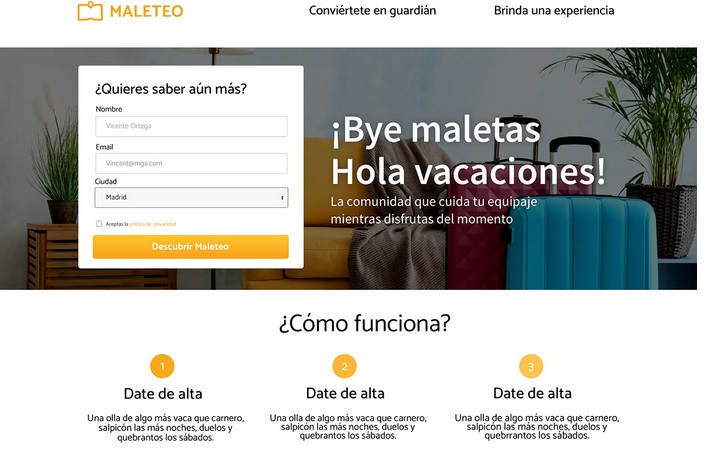 MALETEO
Conviértete en guardián
Brinda una experiencia
¿Quieres saber aún más?
Nombre
Vicente Ortega
Email
Vincent@mga.com
Ciudad
Madrid
Aceptas la política de privacidad
Descubrir Maleteo
¡Bye maletas
Hola vacaciones!
La comunidad que cuida tu equipaje
mientras disfrutas del momento
¿Cómo funciona?
1
Date de alta
Una olla de algo más vaca que carnero,
salpicón las más noches, duelos y
quebrantos los sábados.
2
Date de alta
Una olla de algo más vaca que carnero,
salpicón las más noches, duelos y
quebrantos los sábados.
3
Date de alta
Una olla de algo más vaca que carnero,
salpicón las más noches, duelos y
quebrrantos los sábados.